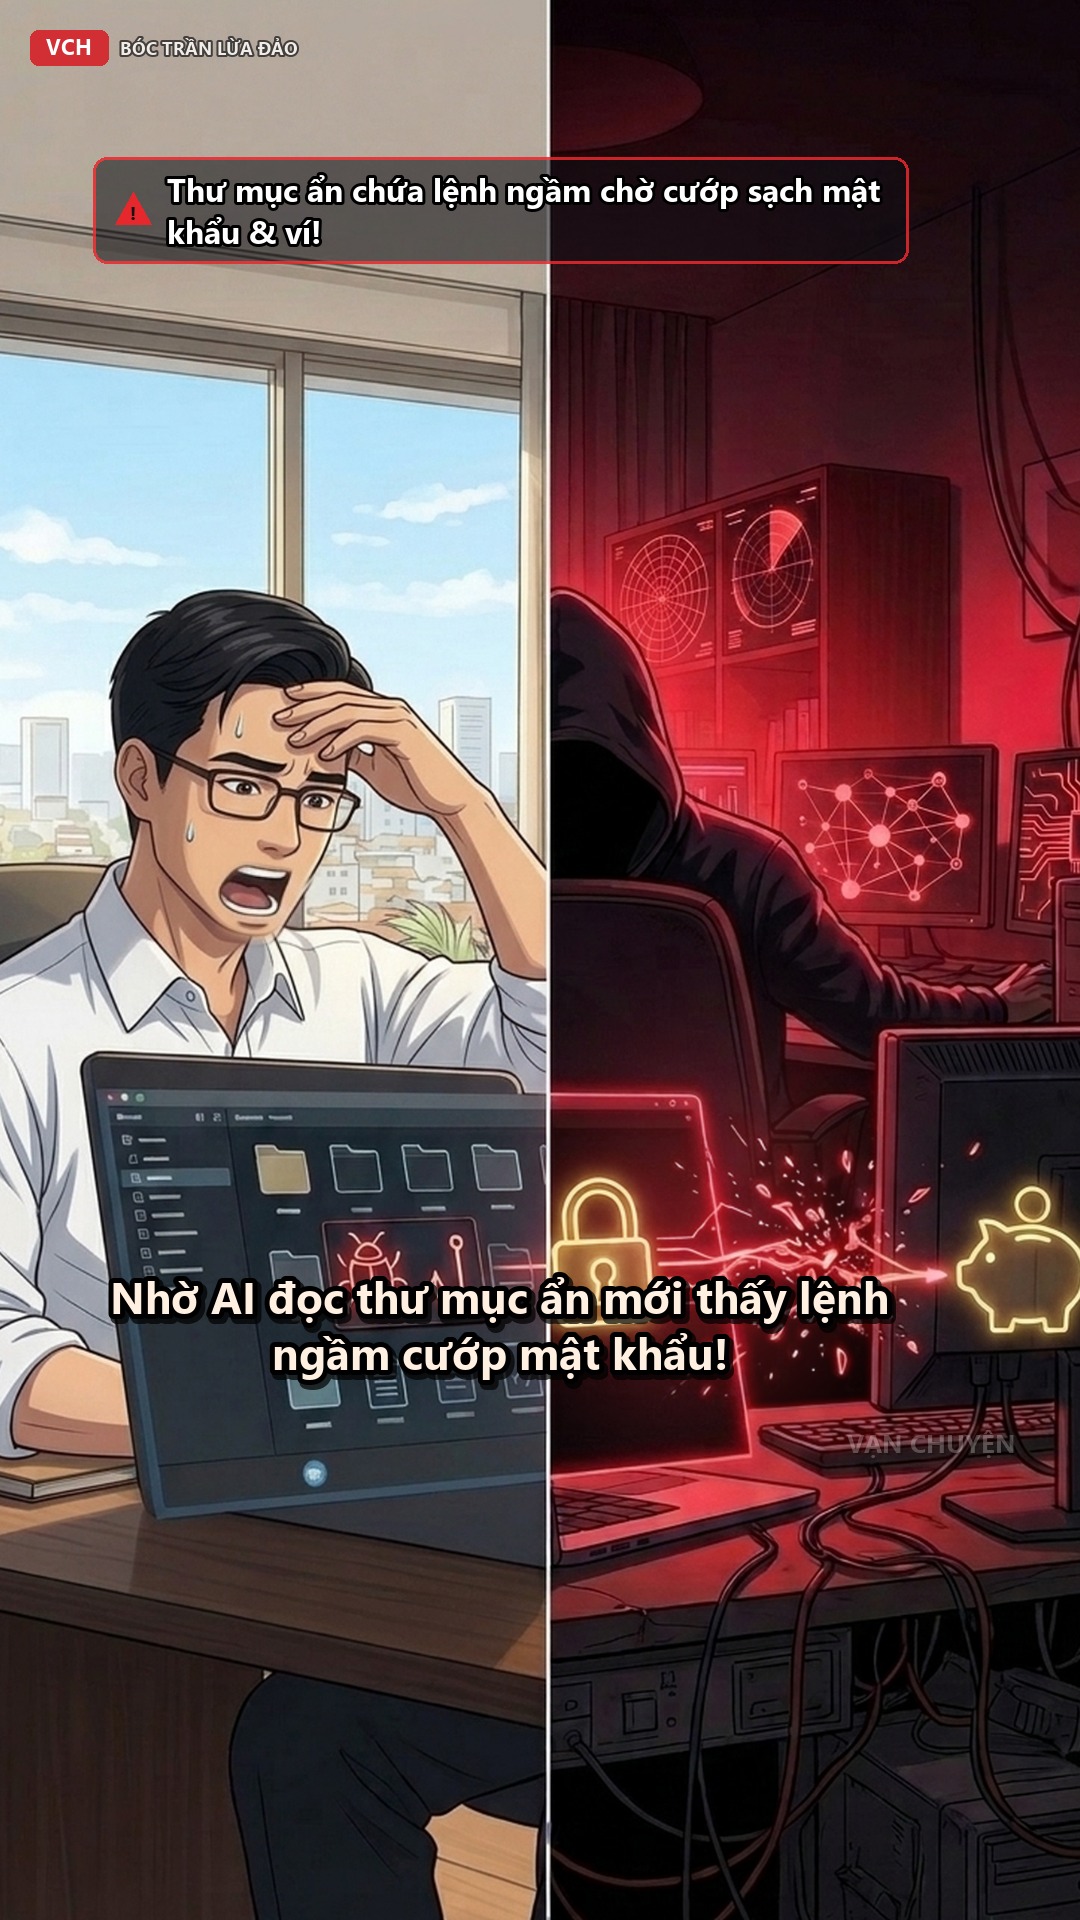 VCH BÓC TRẦN LỪA ĐẢO
Thư mục ẩn chứa lệnh ngầm chờ cướp sạch mật
khẩu & ví!
Nhờ AI đọc thư mục ẩn mới thấy lệnh
ngầm cướp mật khẩu!
VẠN CHUYỆN